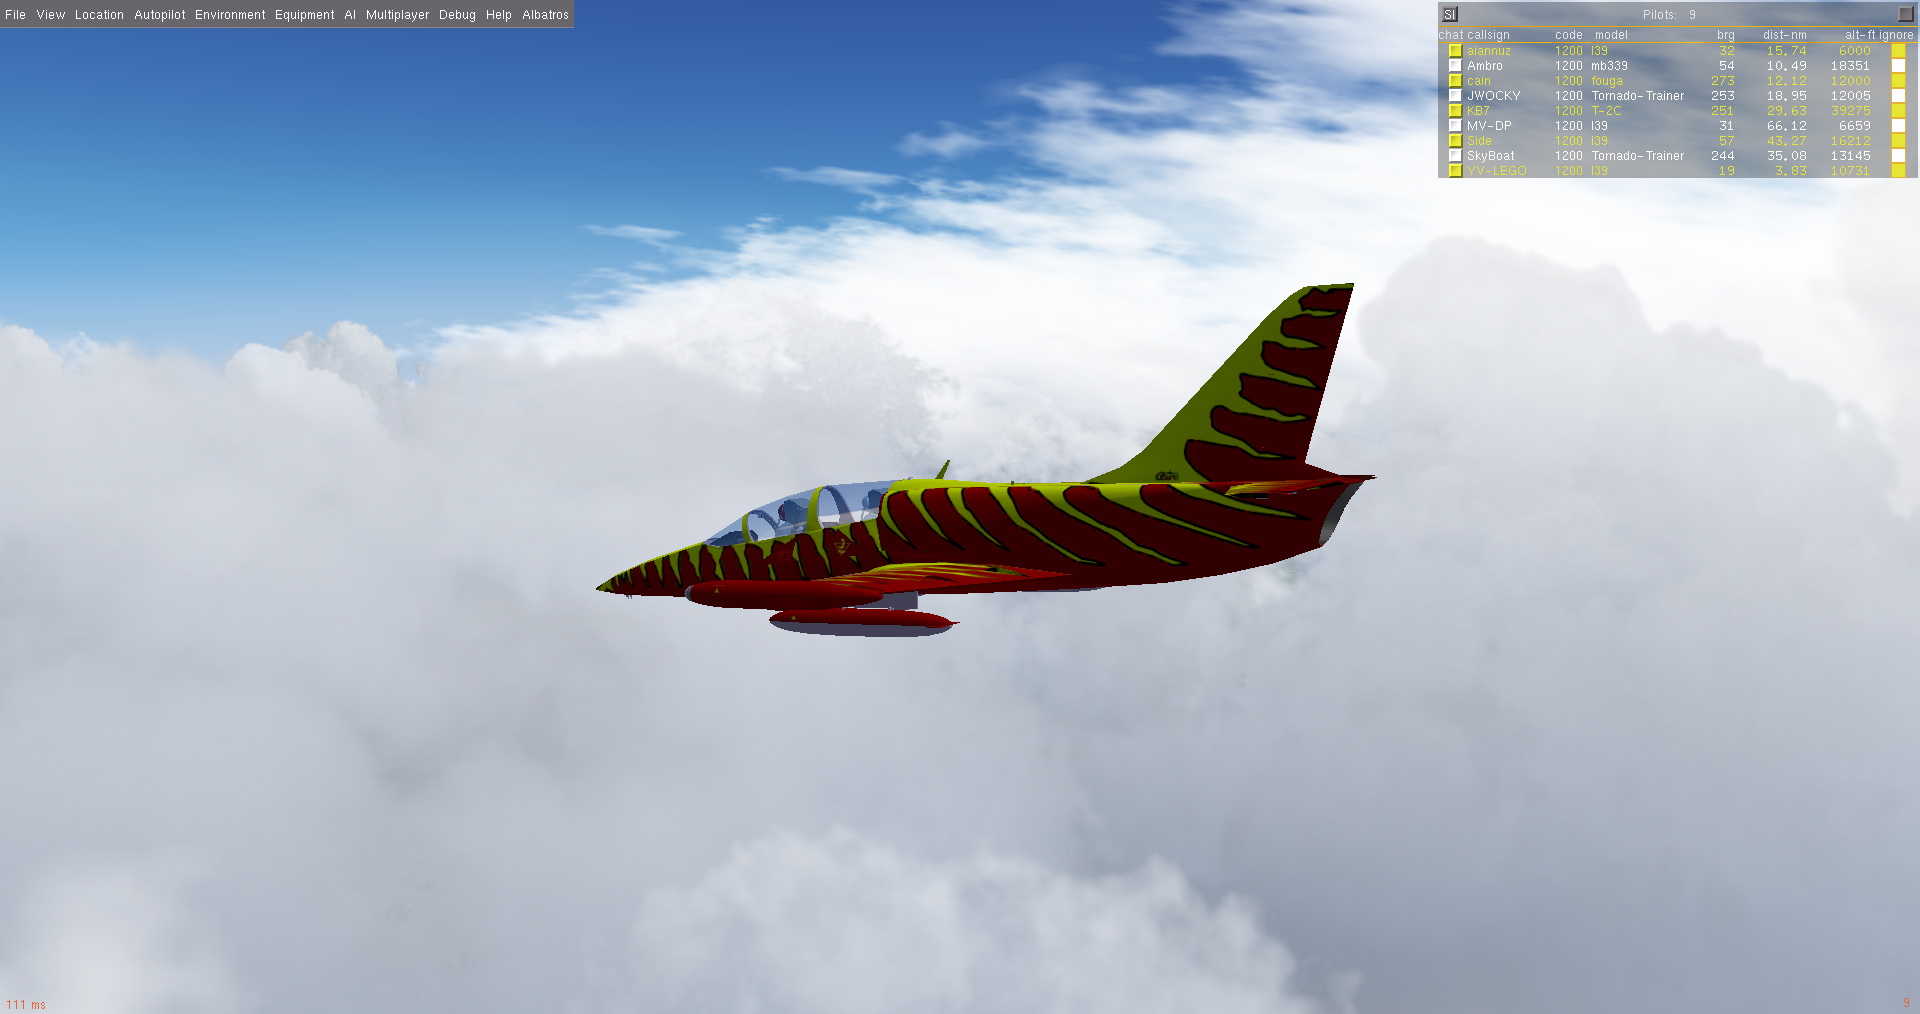 File View Location Autopilot Environment Equipment AI Multiplayer Debug Help Albatros
SI Pilots: 9
chat callsign code model brg dist-nm alt-ft ignore
aiannuz 1200 l39 32 15.74 6000
Ambro 1200 mb339 54 10.49 18351
cain 1200 fouga 273 12.12 12000
JWOCKY 1200 Tornado-Trainer 253 18.95 12005
KB7 1200 T-2C 251 29.63 39275
MV-DP 1200 l39 31 66.12 6659
Side 1200 l39 57 43.27 16212
SkyBoat 1200 Tornado-Trainer 244 35.08 13145
YV-LEGO 1200 l39 19 3.83 10731
111 ms
9